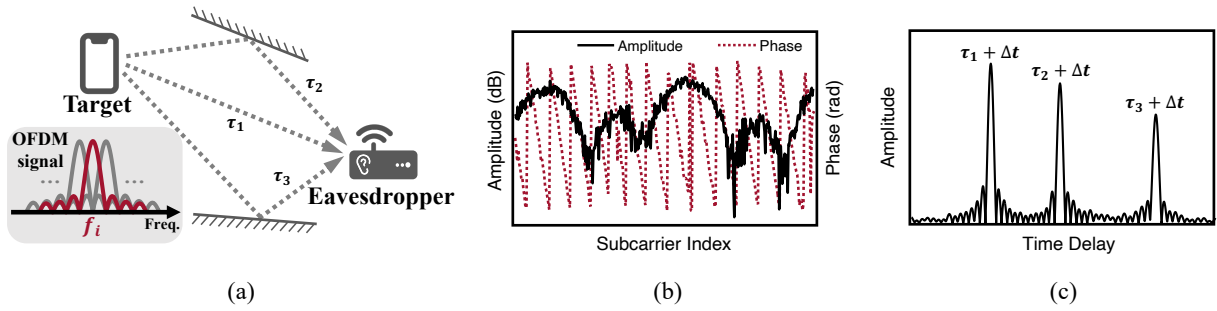 Target
OFDM
signal
...
...
f_i
Freq.
τ₂
τ₁
τ₃
Eavesdropper
(a)
Amplitude
Phase
Amplitude (dB)
Phase (rad)
Subcarrier Index
(b)
τ₁ + Δt
τ₂ + Δt
τ₃ + Δt
Amplitude
Time Delay
(c)